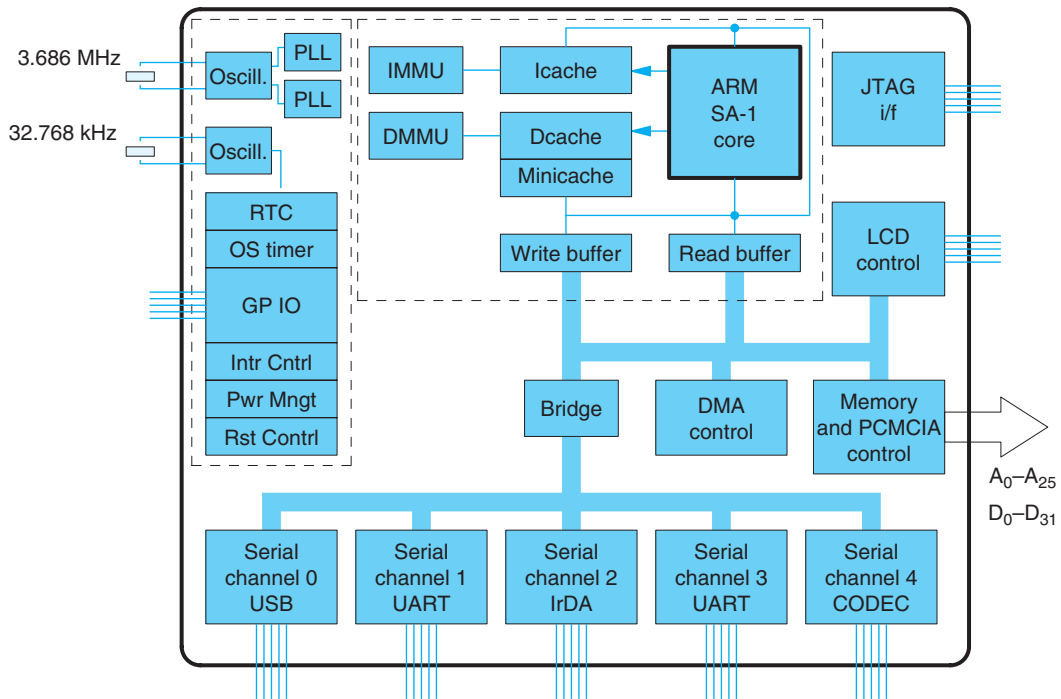 3.686 MHz
32.768 kHz
Oscill.
PLL
PLL
Oscill.
RTC
OS timer
GP IO
Intr Cntrl
Pwr Mngt
Rst Contrl
IMMU
Icache
DMMU
Dcache
Minicache
ARM
SA-1
core
Write buffer
Read buffer
JTAG
i/f
LCD
control
Bridge
DMA
control
Memory
and PCMCIA
control
A₀–A₂₅
D₀–D₃₁
Serial
channel 0
USB
Serial
channel 1
UART
Serial
channel 2
IrDA
Serial
channel 3
UART
Serial
channel 4
CODEC